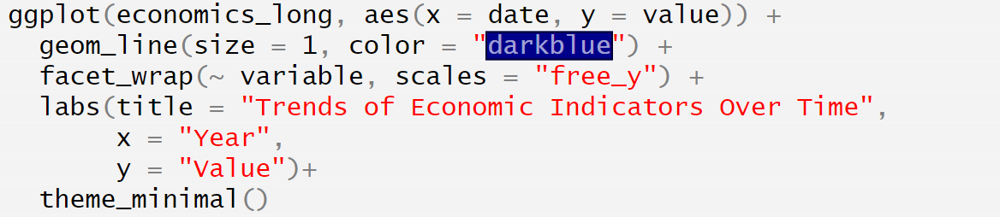 ggplot(economics_long, aes(x = date, y = value)) +
  geom_line(size = 1, color = "darkblue") +
  facet_wrap(~ variable, scales = "free_y") +
  labs(title = "Trends of Economic Indicators Over Time",
       x = "Year",
       y = "Value")+
  theme_minimal()